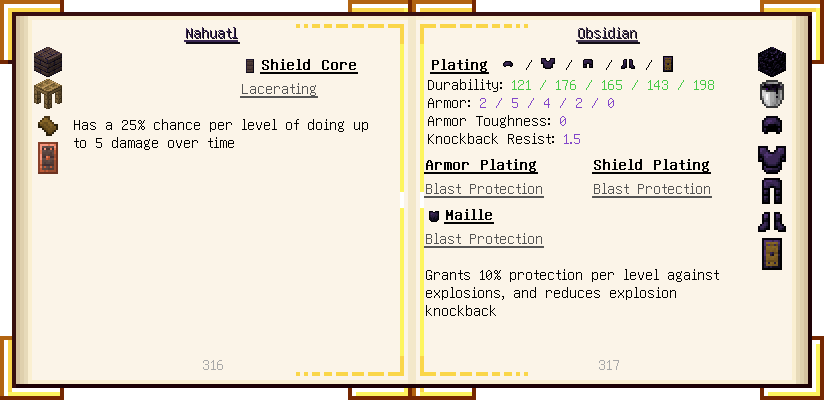 Nahuatl
Shield Core
Lacerating
Has a 25% chance per level of doing up
to 5 damage over time
316
Obsidian
Plating / / / /
Durability: 121 / 176 / 165 / 143 / 198
Armor: 2 / 5 / 4 / 2 / 0
Armor Toughness: 0
Knockback Resist: 1.5
Armor Plating Shield Plating
Blast Protection Blast Protection
Maille
Blast Protection
Grants 10% protection per level against
explosions, and reduces explosion
knockback
317